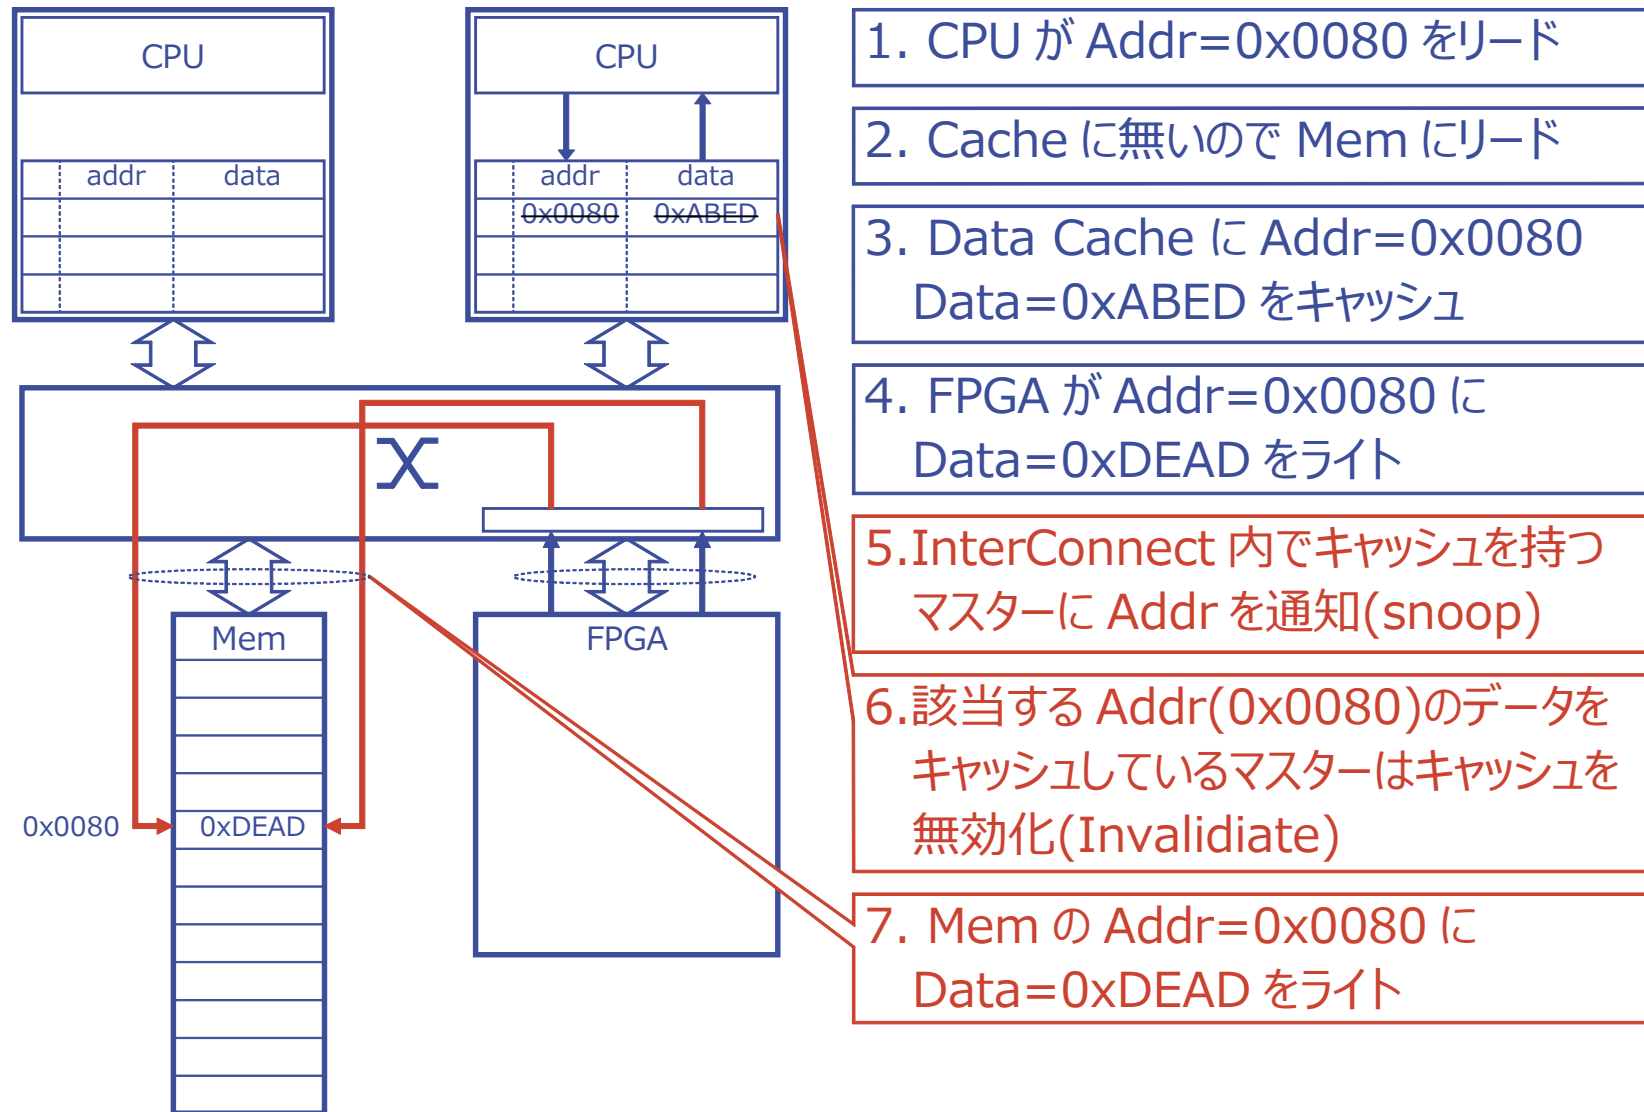 CPU
addr data
CPU
addr data
0x0080 0xABED
Mem
0x0080 0xDEAD
FPGA
1. CPU が Addr=0x0080 をリード
2. Cache に無いので Mem にリード
3. Data Cache に Addr=0x0080
Data=0xABED をキャッシュ
4. FPGA が Addr=0x0080 に
Data=0xDEAD をライト
5.InterConnect 内でキャッシュを持つ
マスターに Addr を通知(snoop)
6.該当する Addr(0x0080)のデータを
キャッシュしているマスターはキャッシュを
無効化(Invalidiate)
7. Mem の Addr=0x0080 に
Data=0xDEAD をライト